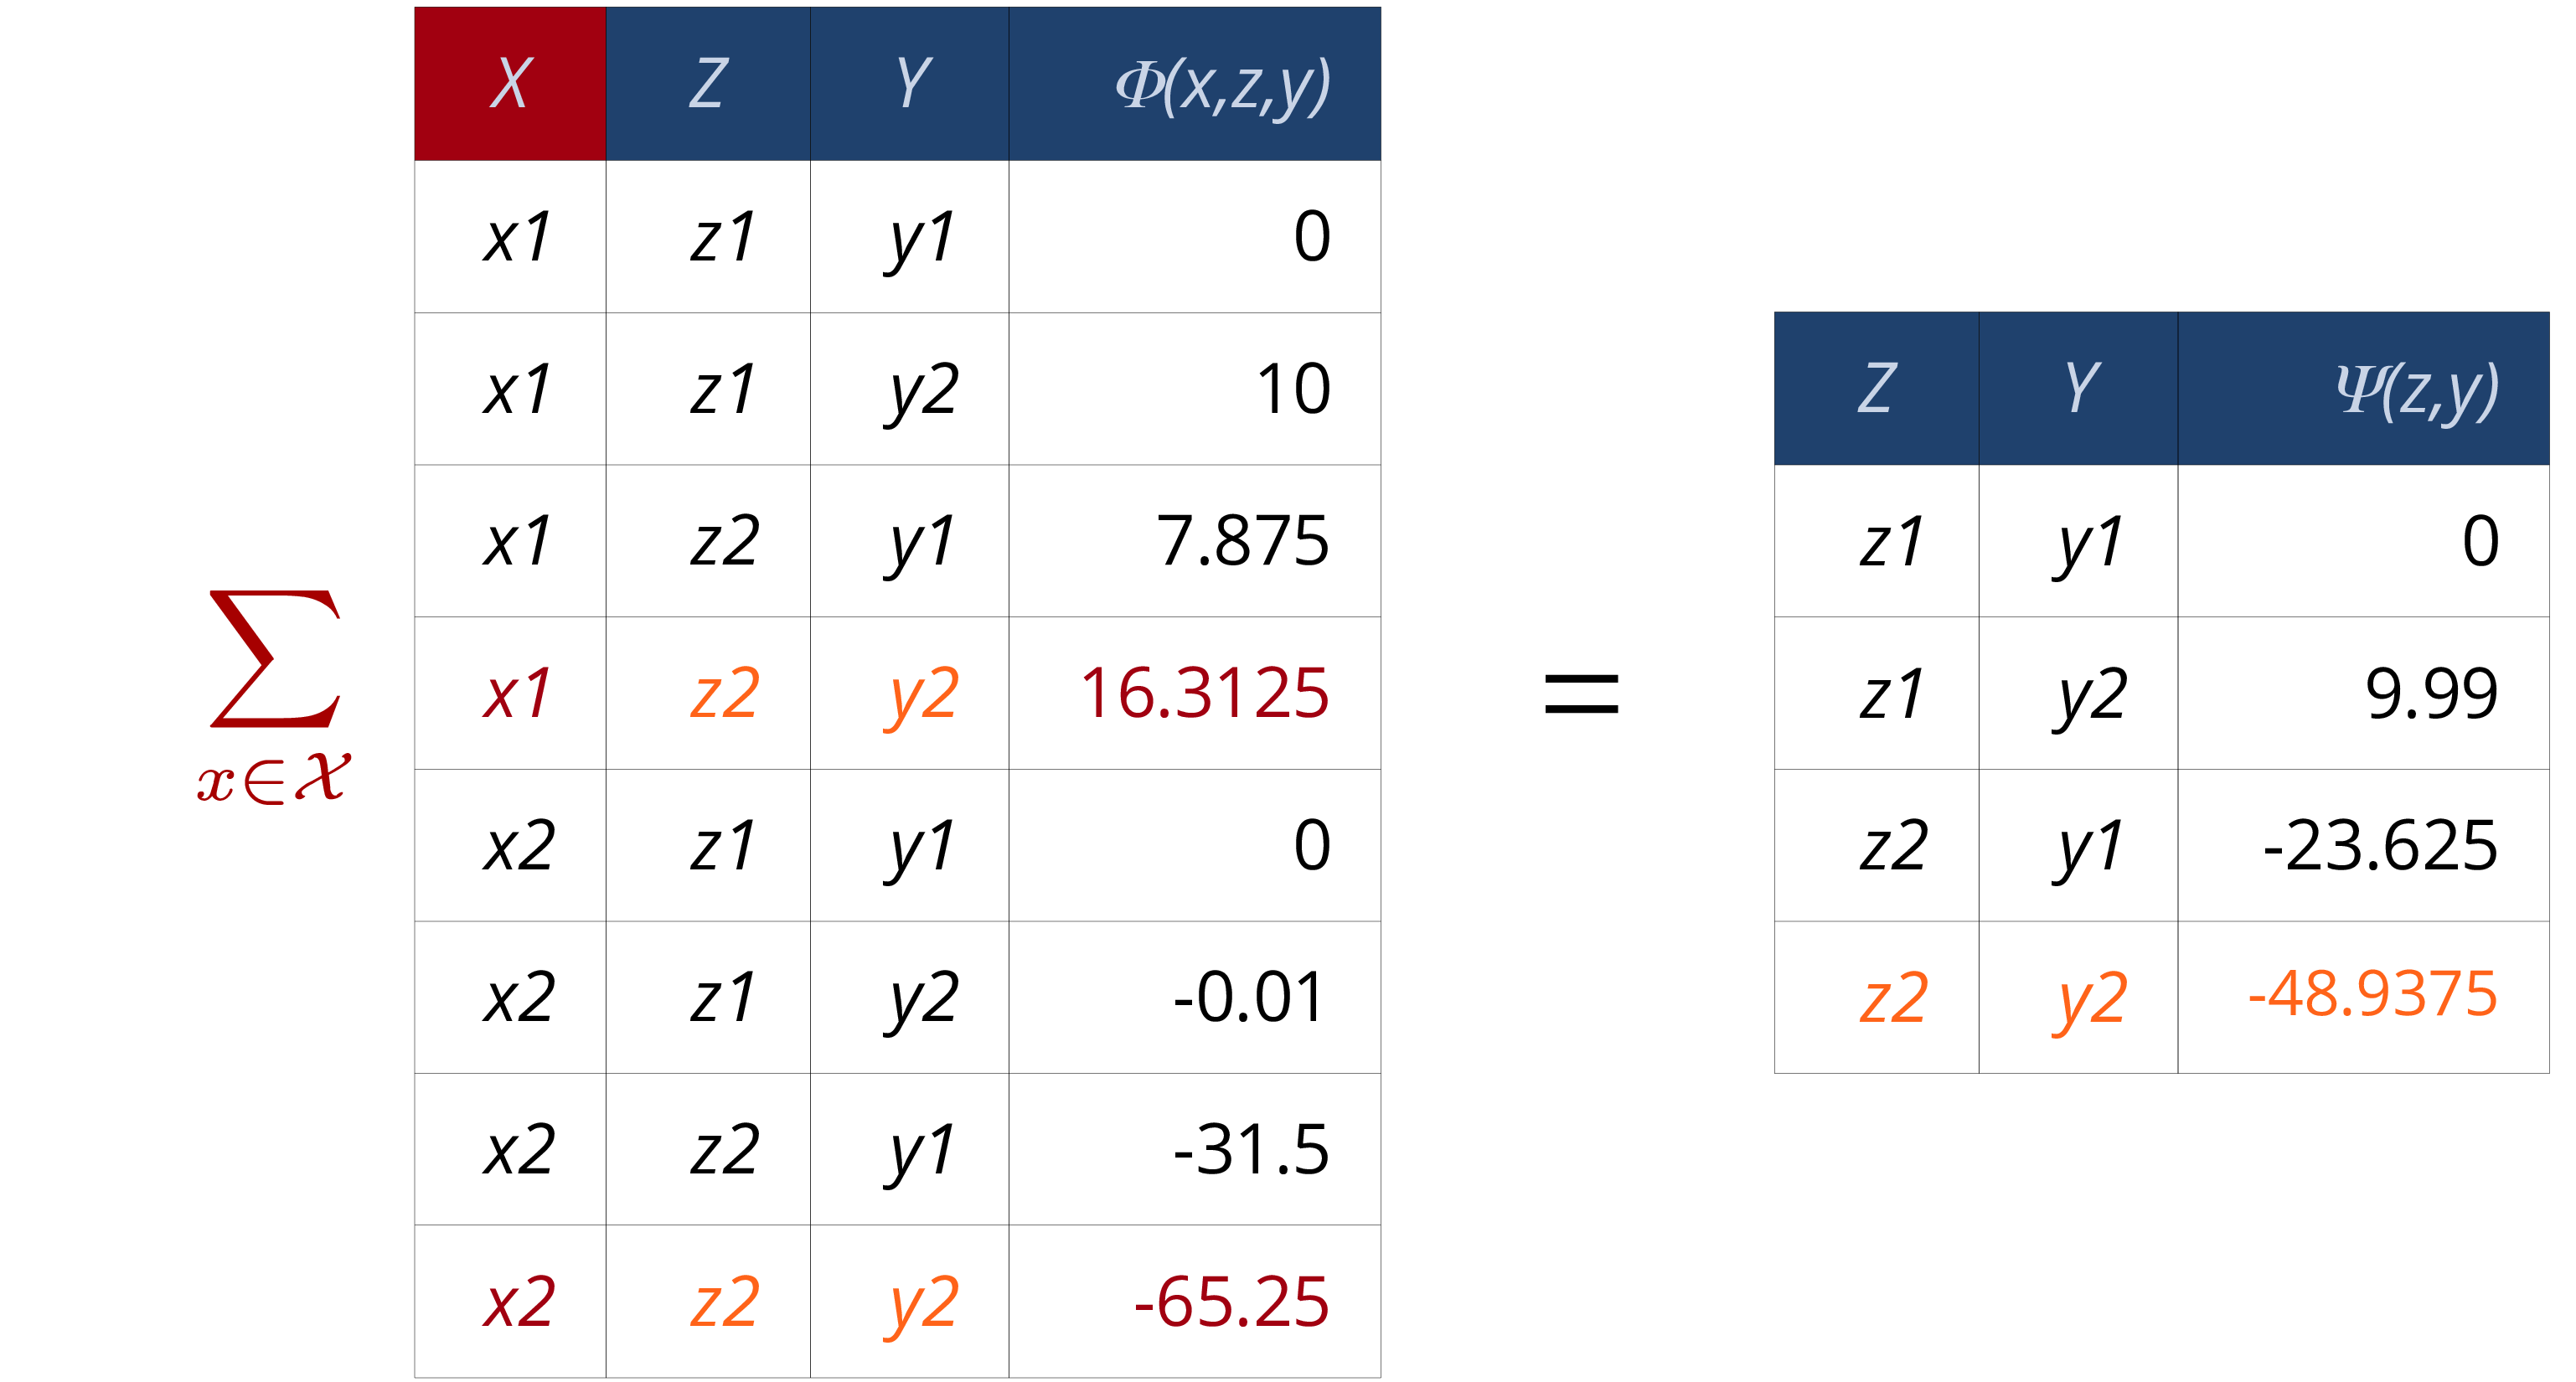 ∑
x∈𝒳
X Z Y Φ(x,z,y)
x1 z1 y1 0
x1 z1 y2 10
x1 z2 y1 7.875
x1 z2 y2 16.3125
x2 z1 y1 0
x2 z1 y2 -0.01
x2 z2 y1 -31.5
x2 z2 y2 -65.25
=
Z Y Ψ(z,y)
z1 y1 0
z1 y2 9.99
z2 y1 -23.625
z2 y2 -48.9375